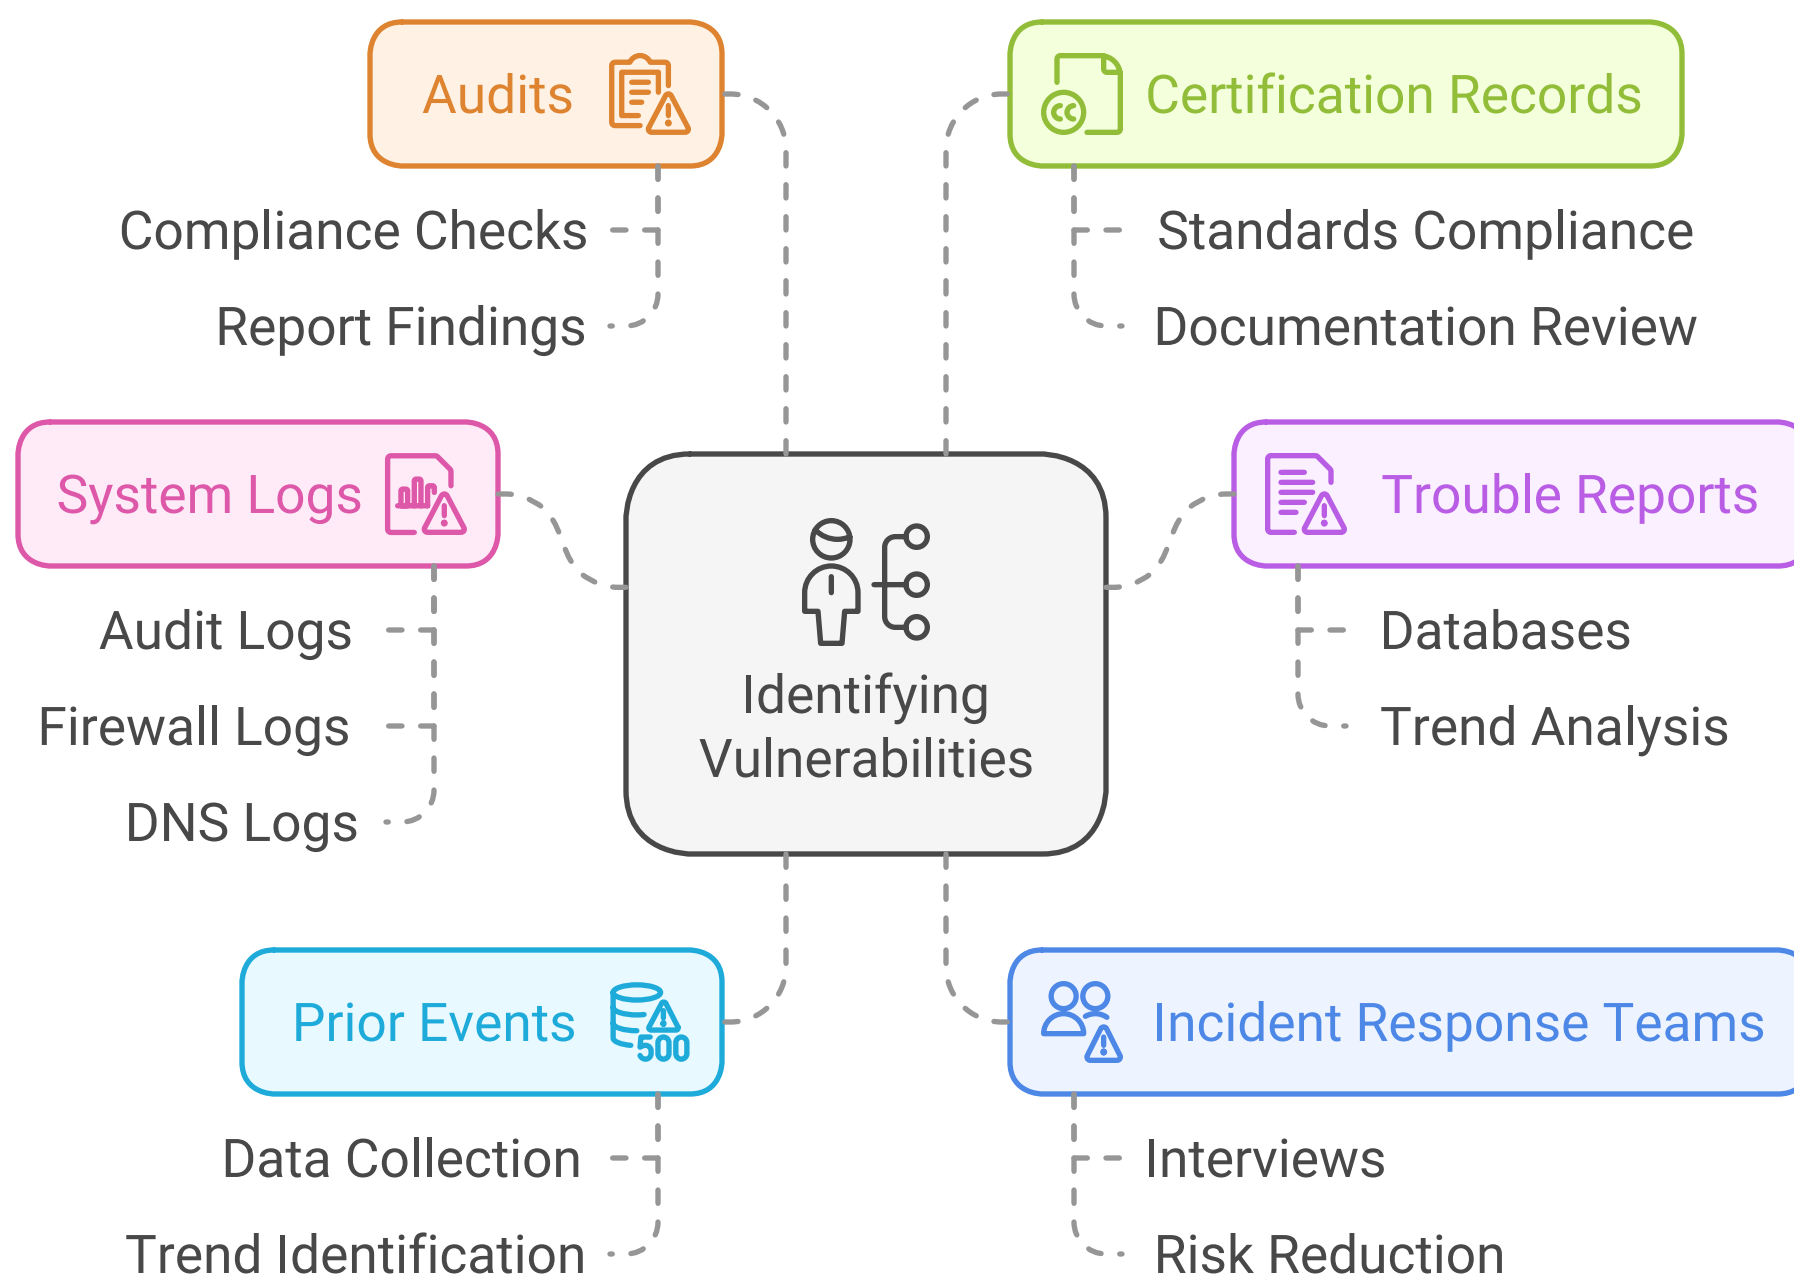 Audits
Compliance Checks
Report Findings
Certification Records
Standards Compliance
Documentation Review
System Logs
Audit Logs
Firewall Logs
DNS Logs
Identifying
Vulnerabilities
Trouble Reports
Databases
Trend Analysis
Prior Events
500
Data Collection
Trend Identification
Incident Response Teams
Interviews
Risk Reduction